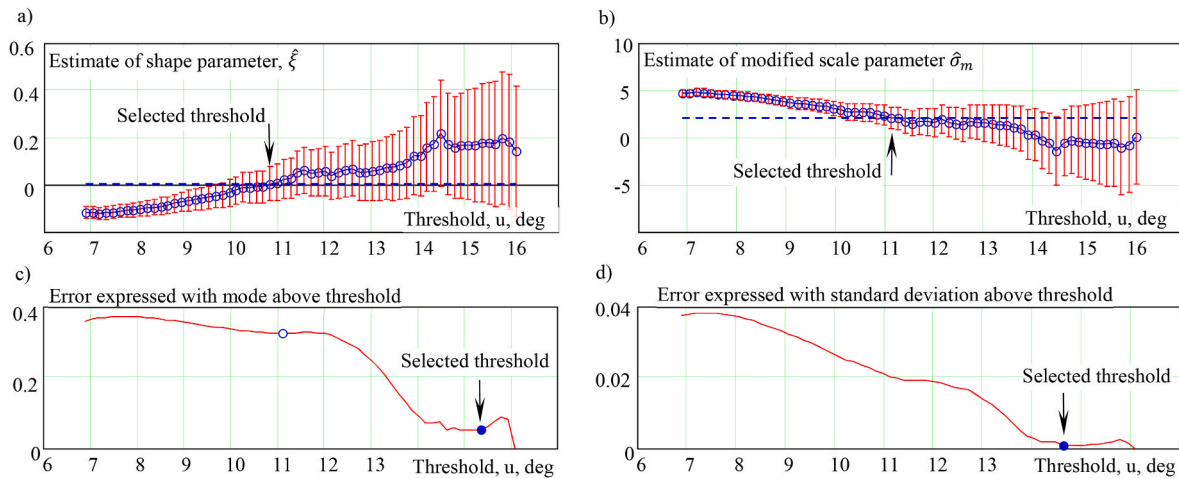 a)
0.6
Estimate of shape parameter, ξ̂
0.4
Selected threshold
0.2
0
Threshold, u, deg
6 7 8 9 10 11 12 13 14 15 16
b)
10
Estimate of modified scale parameter σ̂m
5
0
Selected threshold
-5
Threshold, u, deg
-10
6 7 8 9 10 11 12 13 14 15 16
c)
0.4
Error expressed with mode above threshold
Selected threshold
0.2
0
6 7 8 9 10 11 12 13 Threshold, u, deg
d)
0.04
Error expressed with standard deviation above threshold
Selected threshold
0.02
0
6 7 8 9 10 11 12 13 Threshold, u, deg